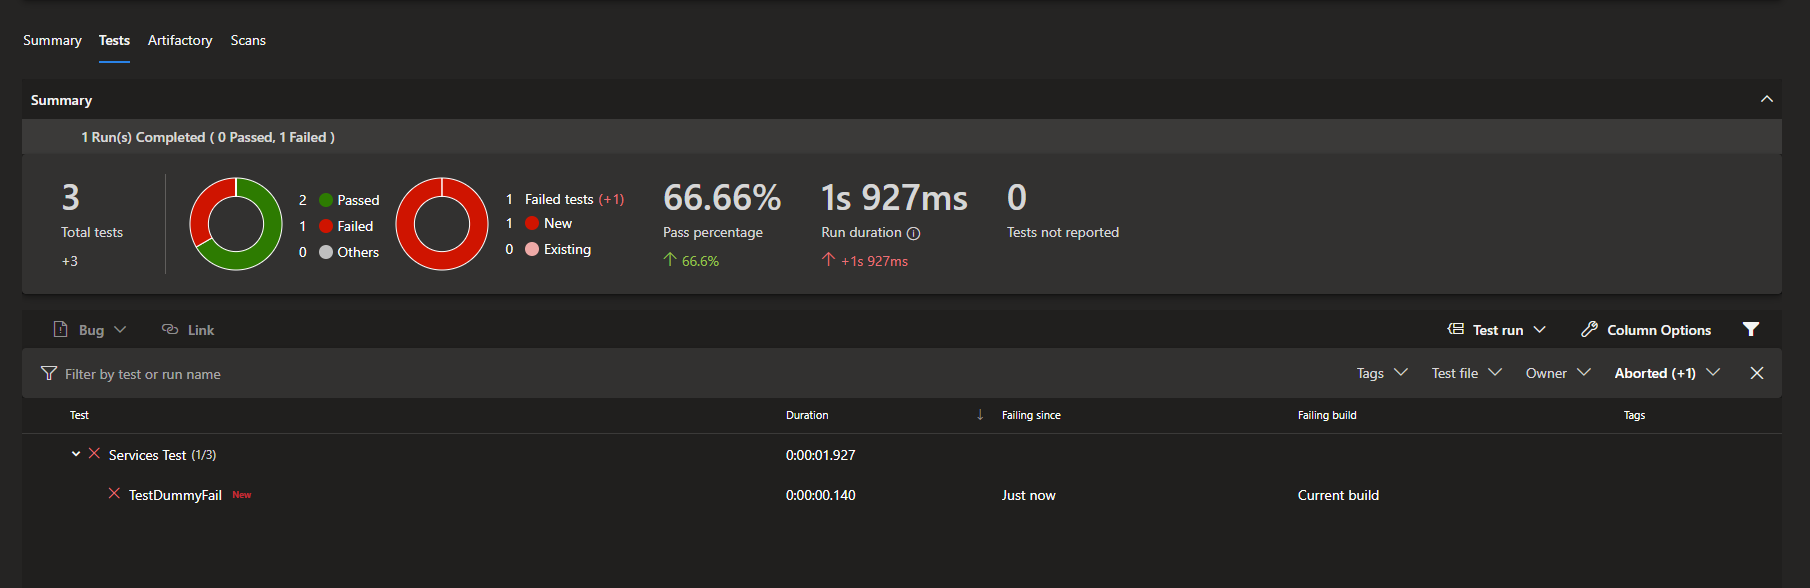 Summary Tests Artifactory Scans
Summary
1 Run(s) Completed ( 0 Passed, 1 Failed )
3
Total tests
+3
2 Passed
1 Failed
0 Others
1 Failed tests (+1)
1 New
0 Existing
66.66%
Pass percentage
66.6%
1s 927ms
Run duration
+1s 927ms
0
Tests not reported
Bug Link Test run Column Options
Filter by test or run name Tags Test file Owner Aborted (+1)
Test Duration Failing since Failing build Tags
Services Test (1/3) 0:00:01.927
TestDummyFail New 0:00:00.140 Just now Current build